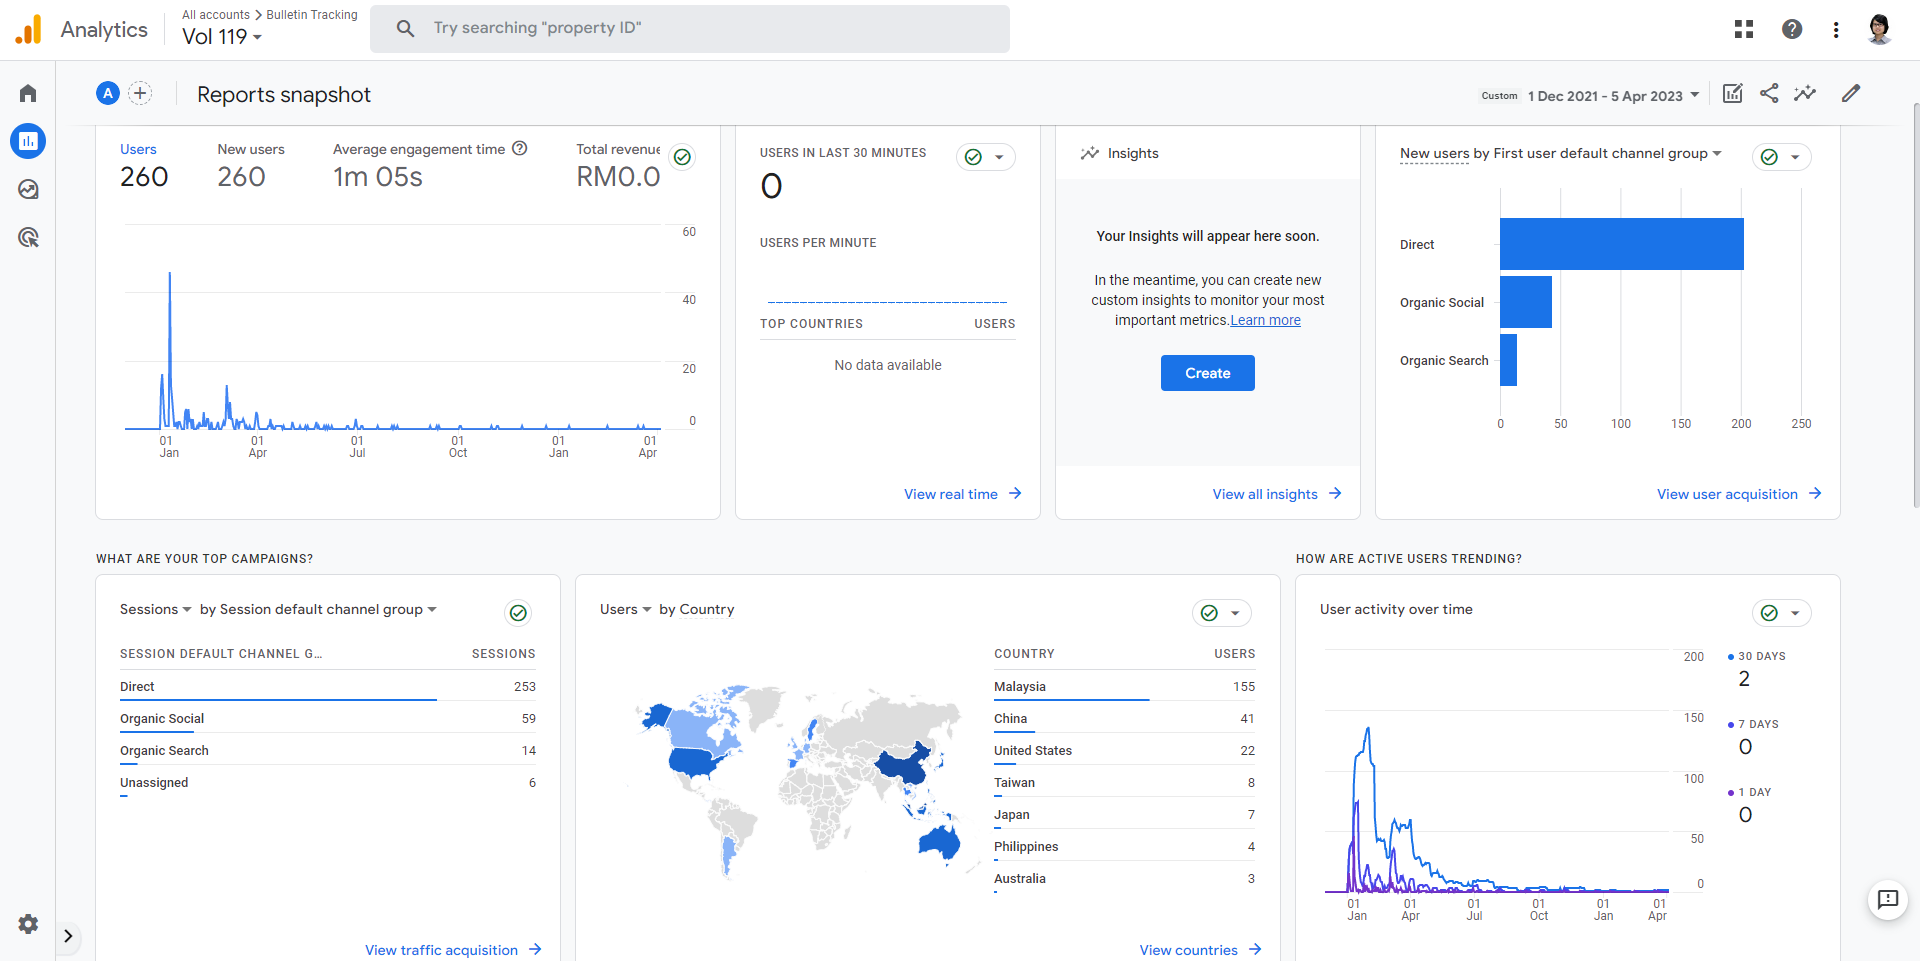 Analytics
All accounts > Bulletin Tracking
Vol 119
Try searching "property ID"
A
Reports snapshot
Custom 1 Dec 2021 - 5 Apr 2023
Users
260
New users
260
Average engagement time
1m 05s
Total revenue
RM0.0
60
40
20
0
01 Jan
01 Apr
01 Jul
01 Oct
01 Jan
01 Apr
USERS IN LAST 30 MINUTES
0
USERS PER MINUTE
TOP COUNTRIES USERS
No data available
View real time
Insights
Your Insights will appear here soon.
In the meantime, you can create new
custom insights to monitor your most
important metrics.Learn more
Create
View all insights
New users by First user default channel group
Direct
Organic Social
Organic Search
0 50 100 150 200 250
View user acquisition
WHAT ARE YOUR TOP CAMPAIGNS?
Sessions by Session default channel group
SESSION DEFAULT CHANNEL G... SESSIONS
Direct 253
Organic Social 59
Organic Search 14
Unassigned 6
View traffic acquisition
Users by Country
COUNTRY USERS
Malaysia 155
China 41
United States 22
Taiwan 8
Japan 7
Philippines 4
Australia 3
View countries
HOW ARE ACTIVE USERS TRENDING?
User activity over time
200
150
100
50
0
01 Jan
01 Apr
01 Jul
01 Oct
01 Jan
01 Apr
30 DAYS
2
7 DAYS
0
1 DAY
0